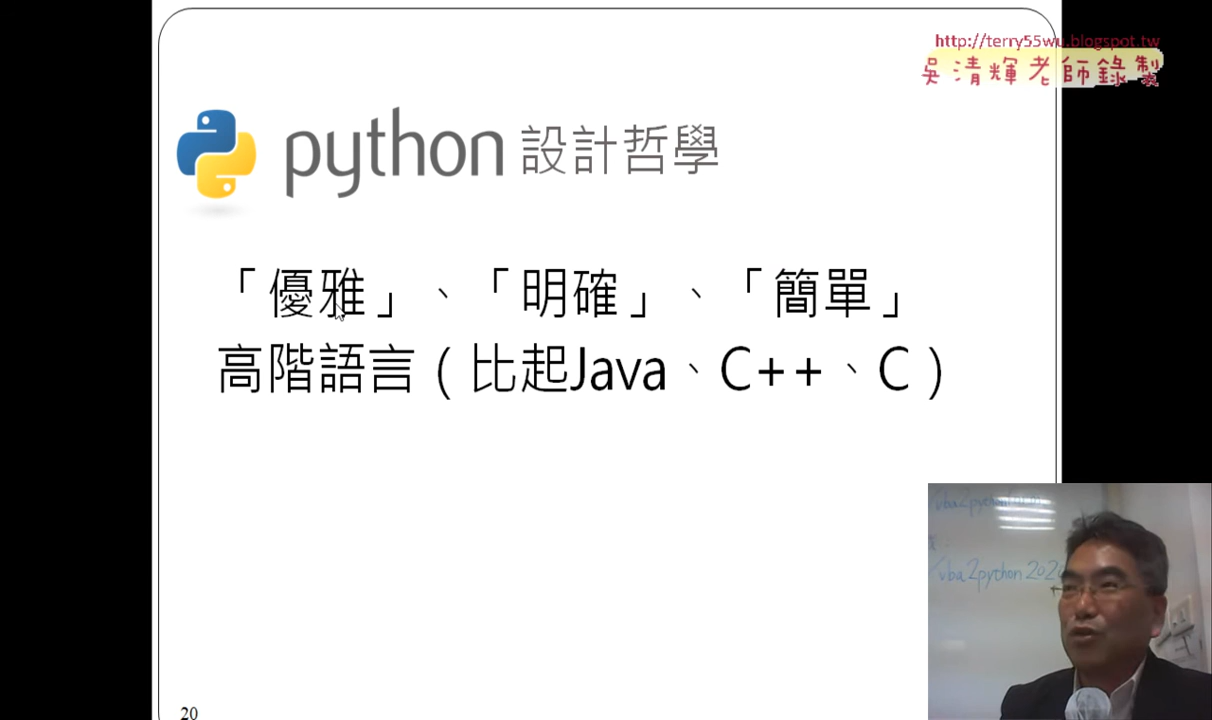 http://terry55wu.blogspot.tw
吳清輝老師錄製
python 設計哲學
「優雅」、「明確」、「簡單」
高階語言(比起Java、C++、C)
vba2python2020
20